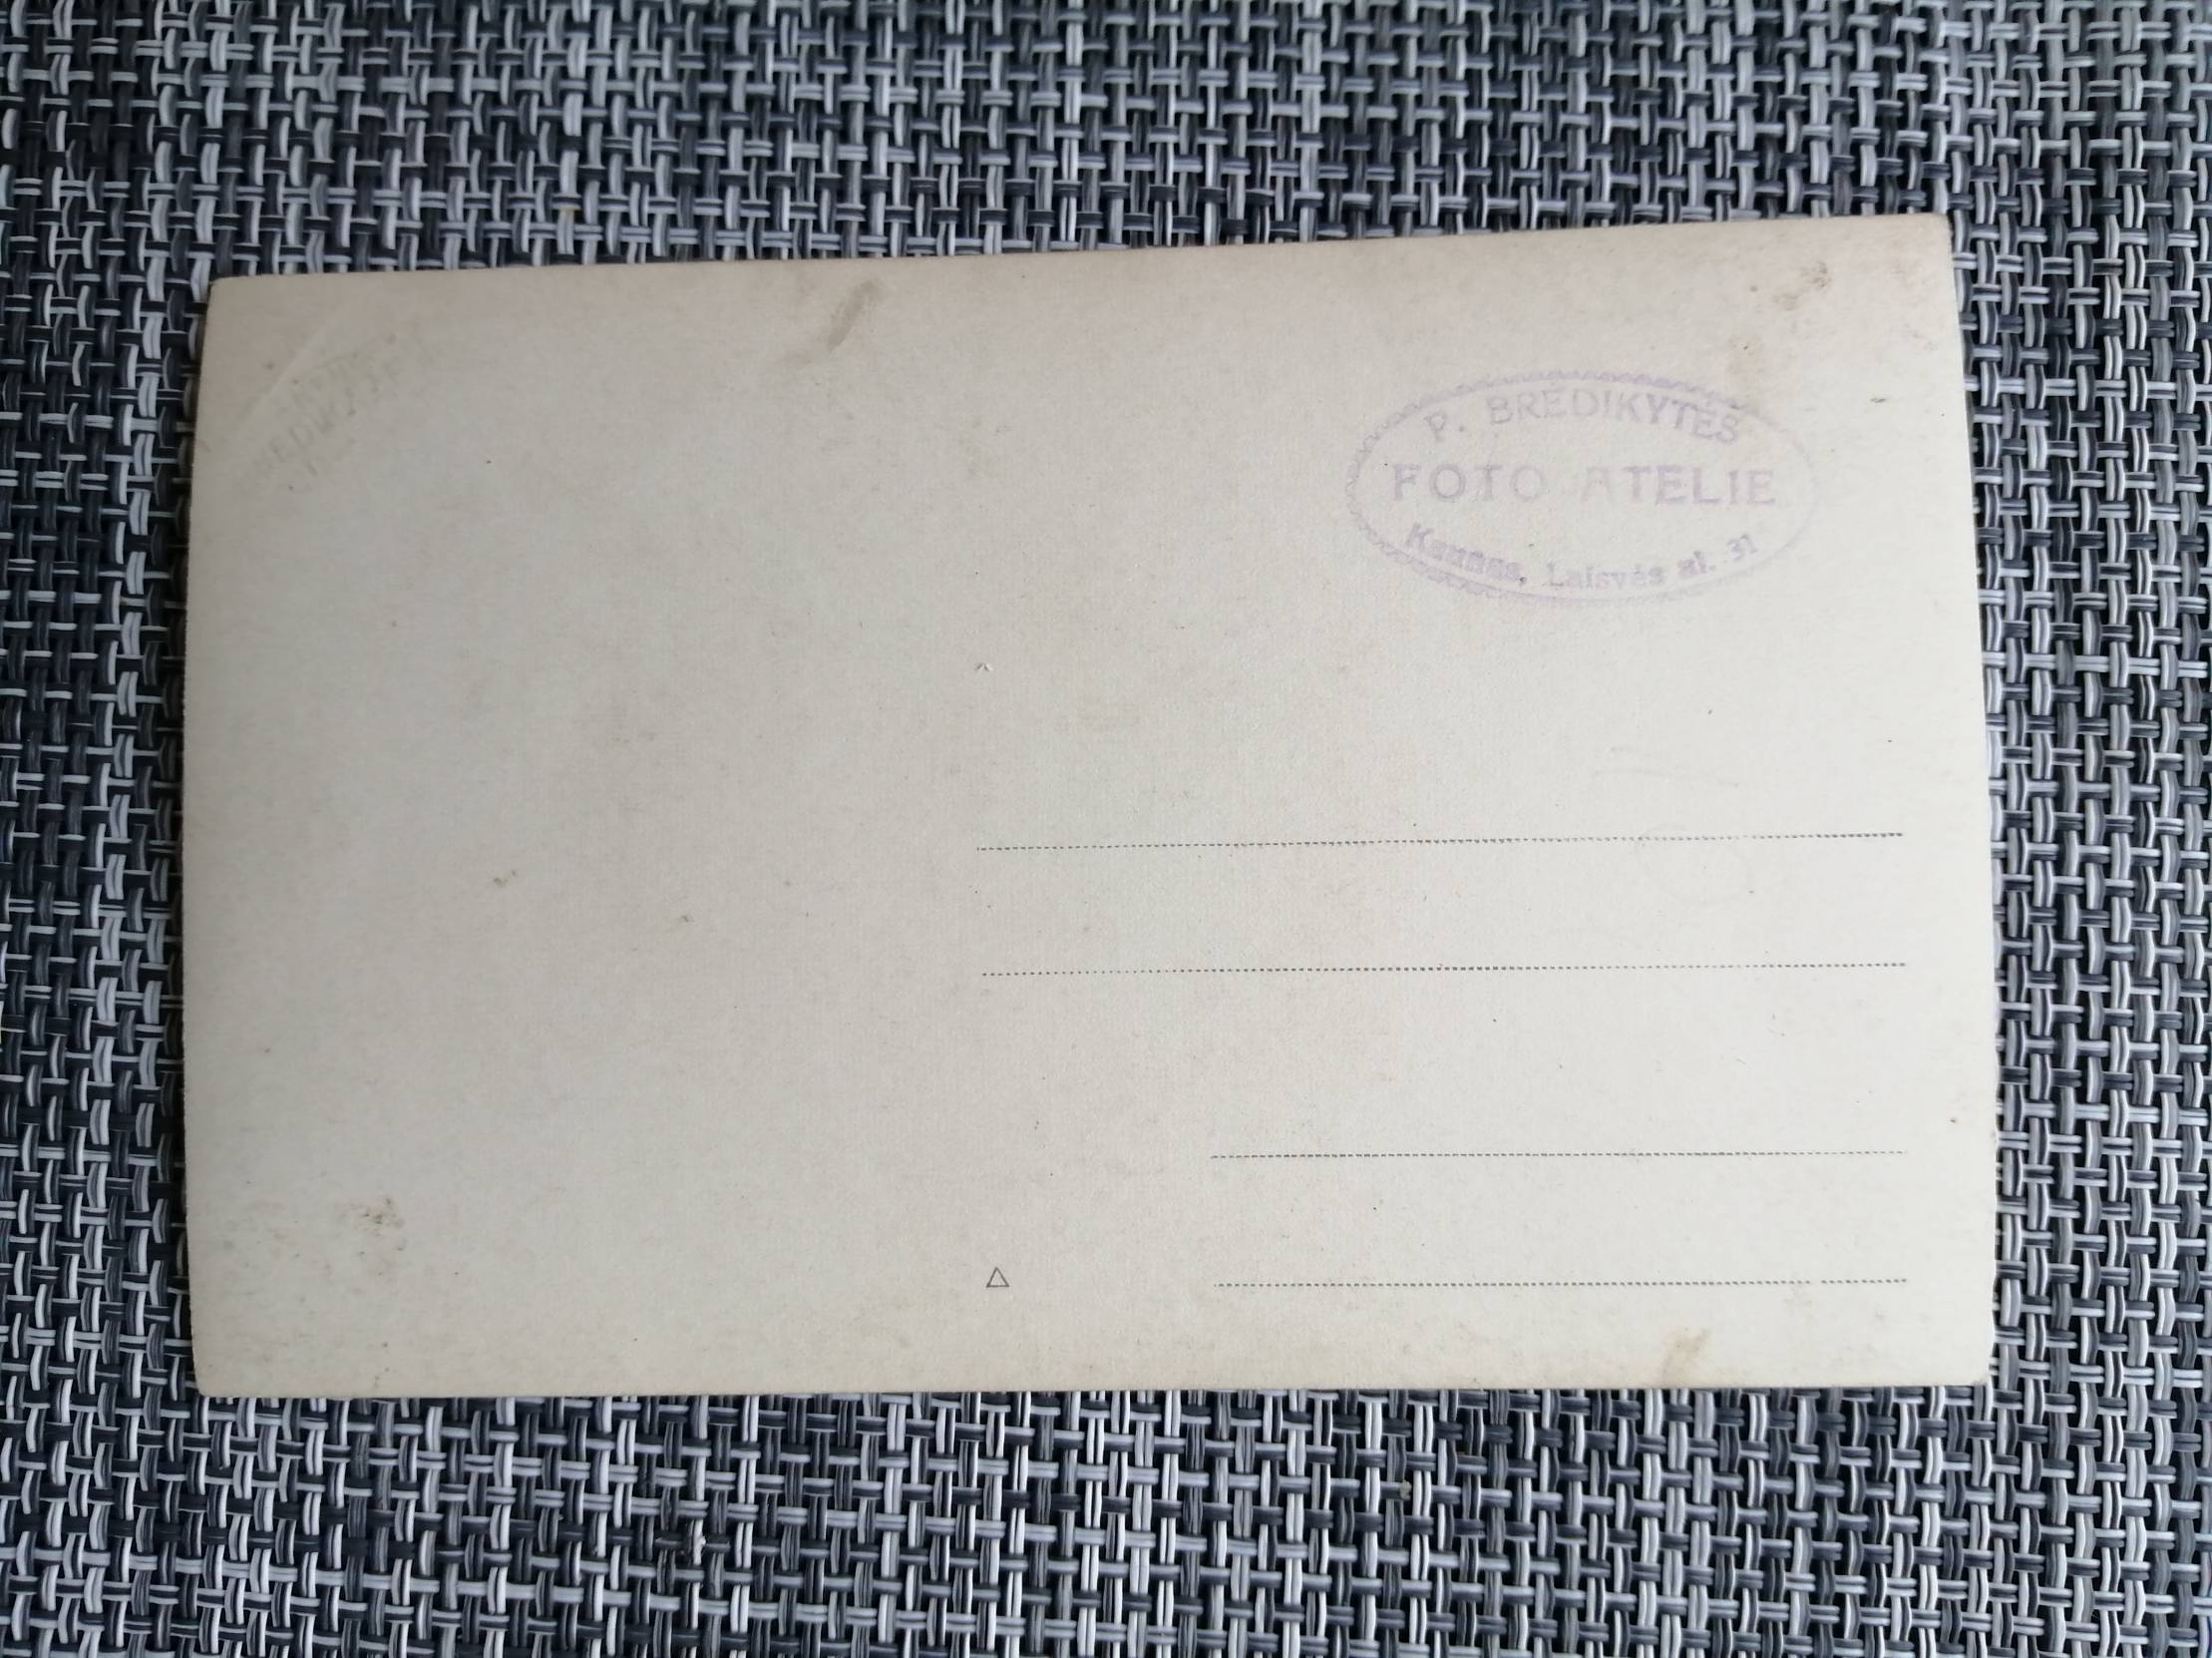 P. BREDIKYTĖS
FOTO ATELIE
Kaunas, Laisvės al. 31